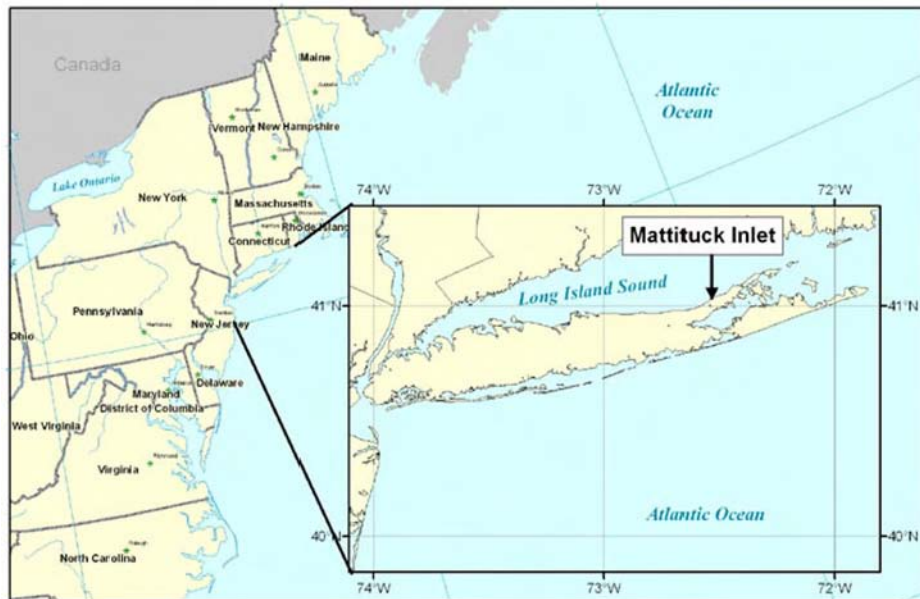 Canada
Maine
Atlantic
Ocean
Vermont
New Hampshire
Lake Ontario
New York
Massachusetts
Rhode Island
Connecticut
74°W
73°W
72°W
Mattituck Inlet
Long Island Sound
41°N
41°N
Pennsylvania
New Jersey
Ohio
Delaware
Maryland
District of Columbia
West Virginia
Virginia
Atlantic Ocean
40°N
40°N
North Carolina
74°W
73°W
72°W